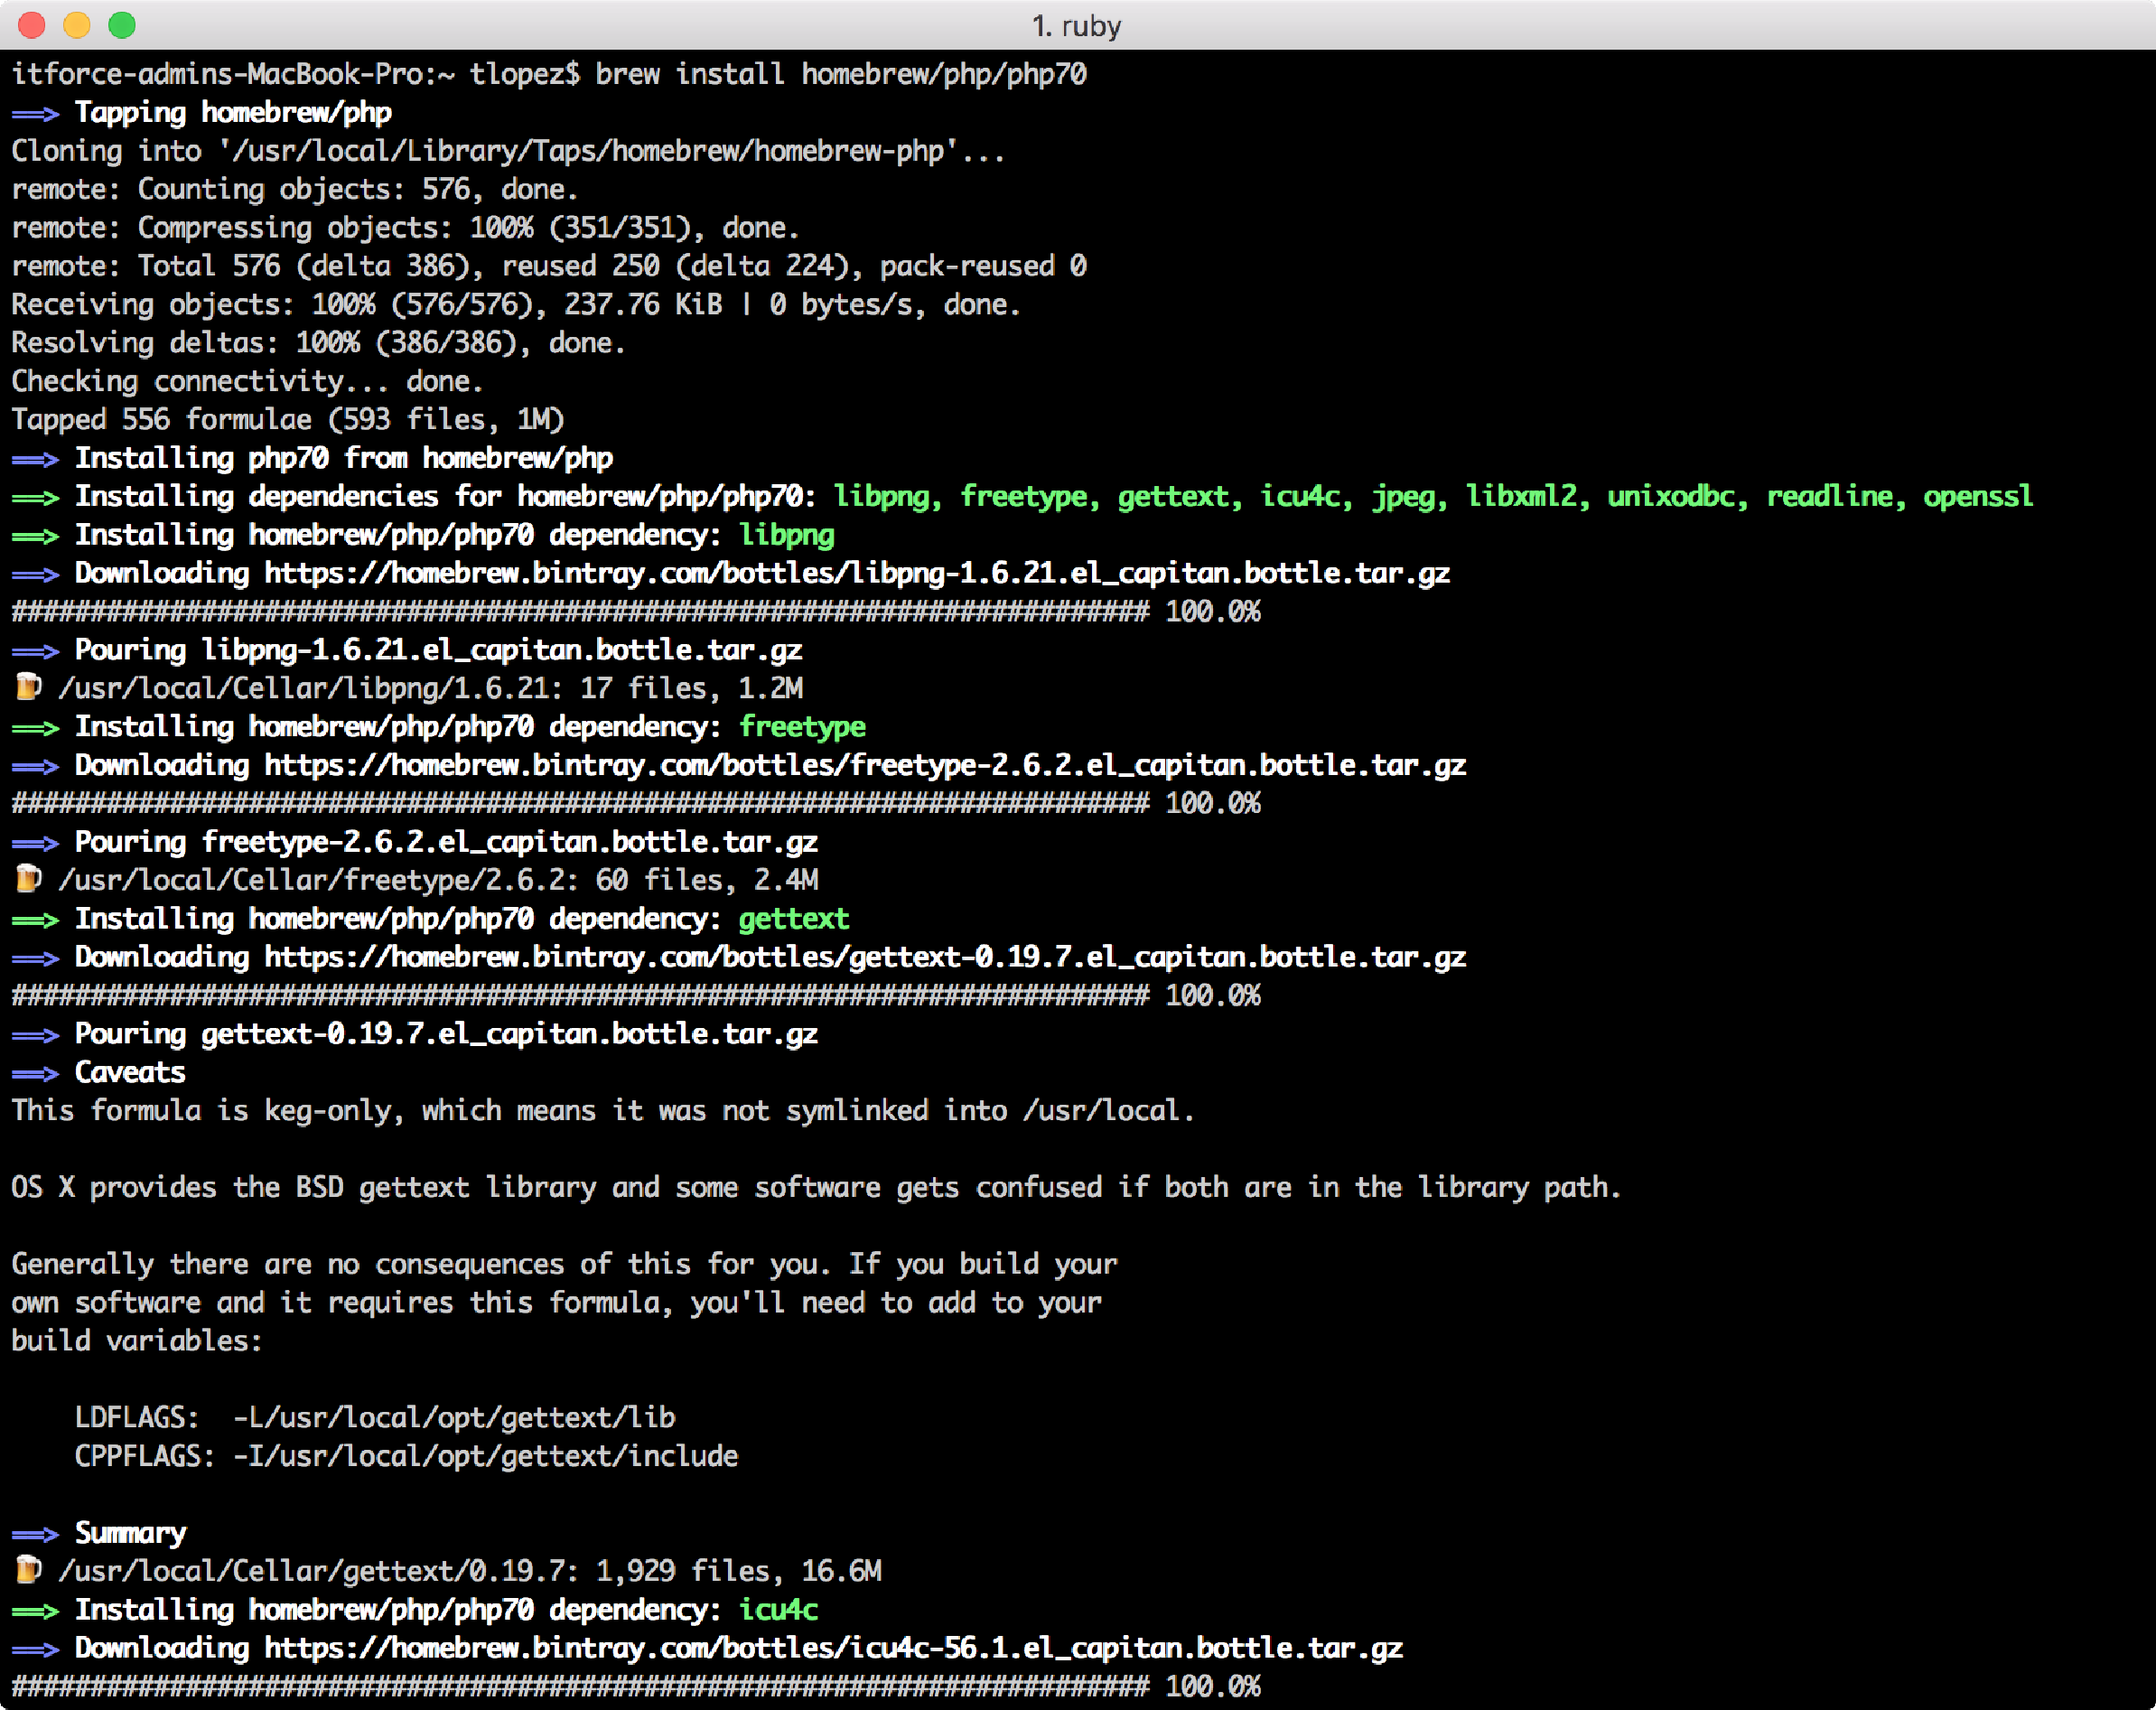 1. ruby
itforce-admins-MacBook-Pro:~ tlopez$ brew install homebrew/php/php70
==> Tapping homebrew/php
Cloning into '/usr/local/Library/Taps/homebrew/homebrew-php'...
remote: Counting objects: 576, done.
remote: Compressing objects: 100% (351/351), done.
remote: Total 576 (delta 386), reused 250 (delta 224), pack-reused 0
Receiving objects: 100% (576/576), 237.76 KiB | 0 bytes/s, done.
Resolving deltas: 100% (386/386), done.
Checking connectivity... done.
Tapped 556 formulae (593 files, 1M)
==> Installing php70 from homebrew/php
==> Installing dependencies for homebrew/php/php70: libpng, freetype, gettext, icu4c, jpeg, libxml2, unixodbc, readline, openssl
==> Installing homebrew/php/php70 dependency: libpng
==> Downloading https://homebrew.bintray.com/bottles/libpng-1.6.21.el_capitan.bottle.tar.gz
######################################################################## 100.0%
==> Pouring libpng-1.6.21.el_capitan.bottle.tar.gz
🍺 /usr/local/Cellar/libpng/1.6.21: 17 files, 1.2M
==> Installing homebrew/php/php70 dependency: freetype
==> Downloading https://homebrew.bintray.com/bottles/freetype-2.6.2.el_capitan.bottle.tar.gz
######################################################################## 100.0%
==> Pouring freetype-2.6.2.el_capitan.bottle.tar.gz
🍺 /usr/local/Cellar/freetype/2.6.2: 60 files, 2.4M
==> Installing homebrew/php/php70 dependency: gettext
==> Downloading https://homebrew.bintray.com/bottles/gettext-0.19.7.el_capitan.bottle.tar.gz
######################################################################## 100.0%
==> Pouring gettext-0.19.7.el_capitan.bottle.tar.gz
==> Caveats
This formula is keg-only, which means it was not symlinked into /usr/local.
OS X provides the BSD gettext library and some software gets confused if both are in the library path.
Generally there are no consequences of this for you. If you build your
own software and it requires this formula, you'll need to add to your
build variables:
    LDFLAGS:  -L/usr/local/opt/gettext/lib
    CPPFLAGS: -I/usr/local/opt/gettext/include
==> Summary
🍺 /usr/local/Cellar/gettext/0.19.7: 1,929 files, 16.6M
==> Installing homebrew/php/php70 dependency: icu4c
==> Downloading https://homebrew.bintray.com/bottles/icu4c-56.1.el_capitan.bottle.tar.gz
######################################################################## 100.0%